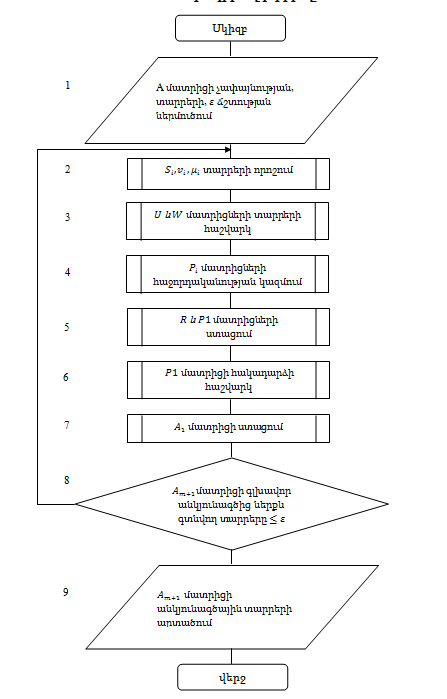 Սկիզբ
1
A մատրիցի չափայնության,
տարրերի, ε ճշտության
ներմուծում
2
Sᵢ,νᵢ,μᵢ տարրերի որոշում
3
U և W մատրիցների տարրերի
հաշվարկ
4
Pᵢ մատրիցների
հաջորդականության կազմում
5
R և P1 մատրիցների
ստացում
6
P1 մատրիցի հակադարձի
հաշվարկ
7
A₁ մատրիցի ստացում
8
Aₘ₊₁ մատրիցի գլխավոր
անկյունագծից ներքև
գտնվող տարրերը ≤ ε
9
Aₘ₊₁ մատրիցի
անկյունագծային տարրերի
արտածում
վերջ